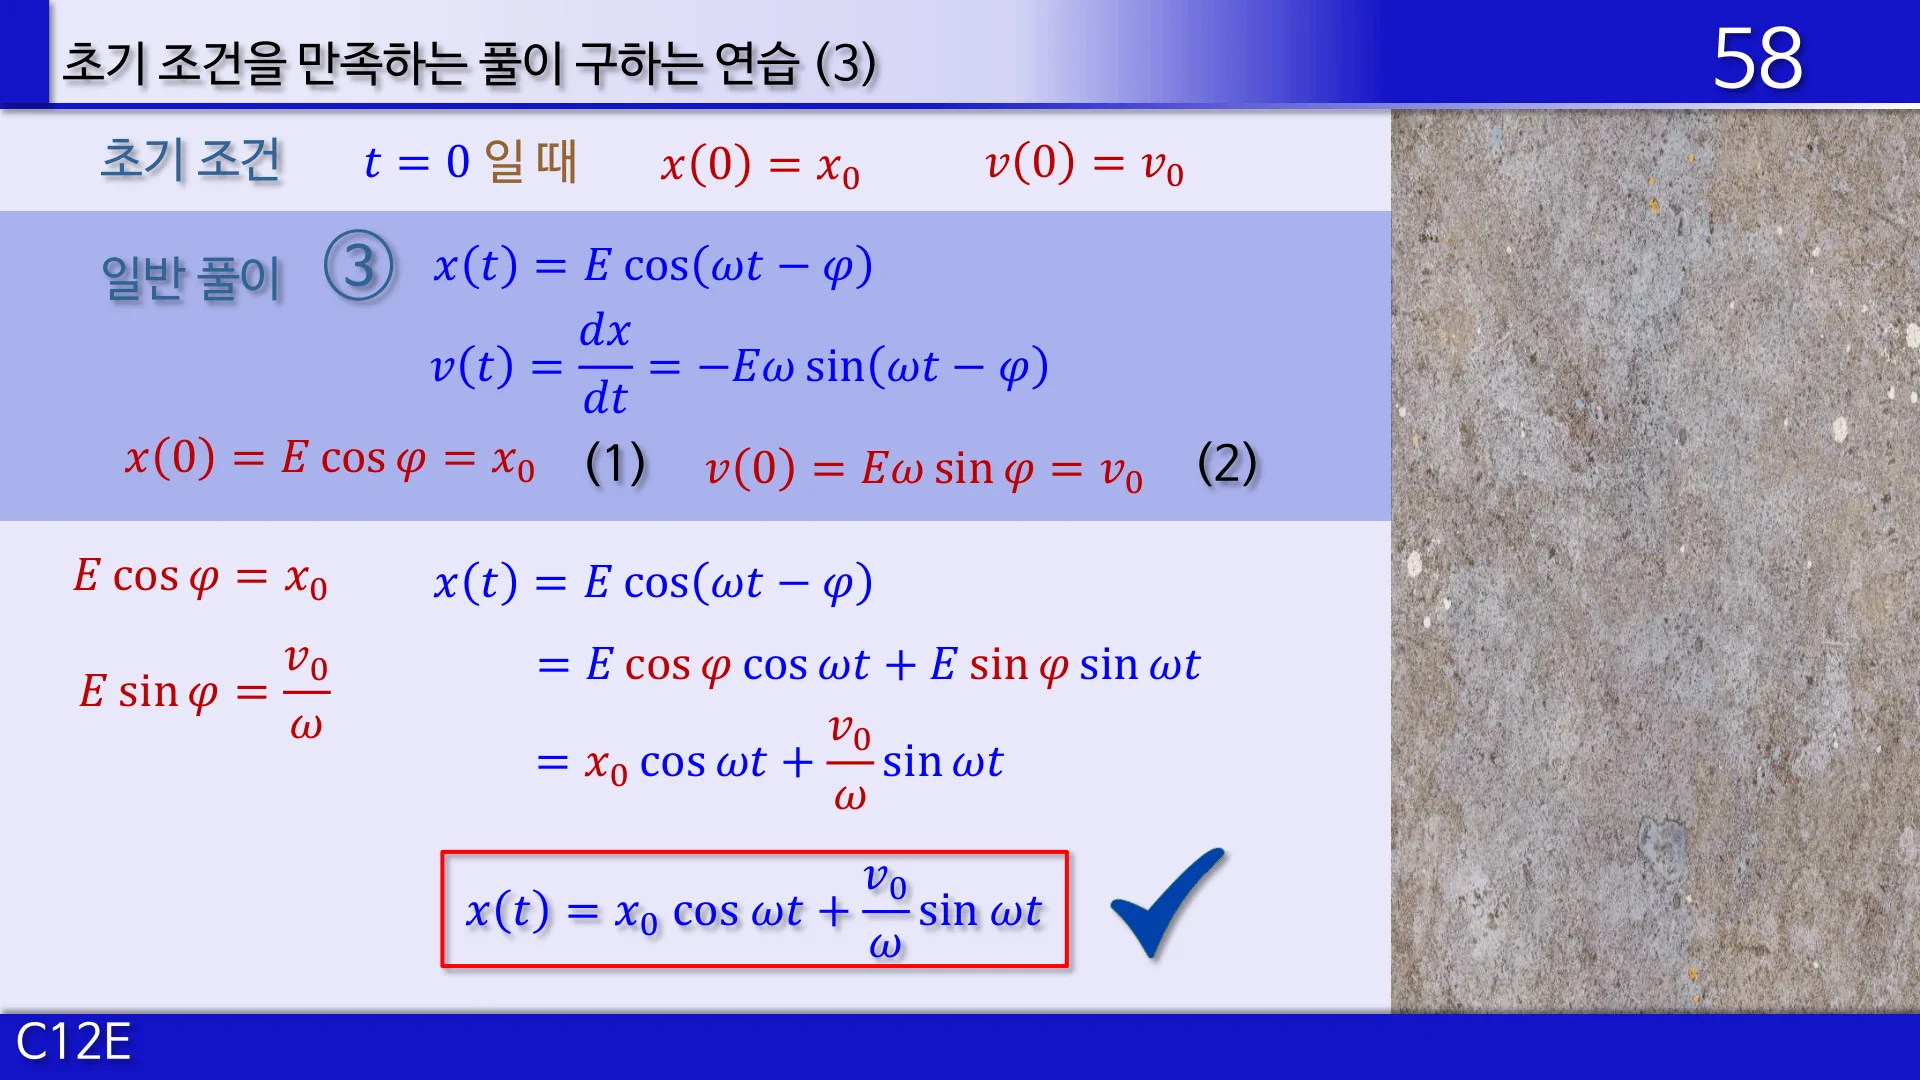 초기 조건을 만족하는 풀이 구하는 연습 (3)
58
초기 조건 t = 0 일 때 x(0) = x₀ v(0) = v₀
일반 풀이 ③ x(t) = E cos(ωt − φ)
v(t) = dx/dt = −Eω sin(ωt − φ)
x(0) = E cos φ = x₀ (1) v(0) = Eω sin φ = v₀ (2)
E cos φ = x₀
E sin φ = v₀/ω
x(t) = E cos(ωt − φ)
= E cos φ cos ωt + E sin φ sin ωt
= x₀ cos ωt + v₀/ω sin ωt
x(t) = x₀ cos ωt + v₀/ω sin ωt
C12E